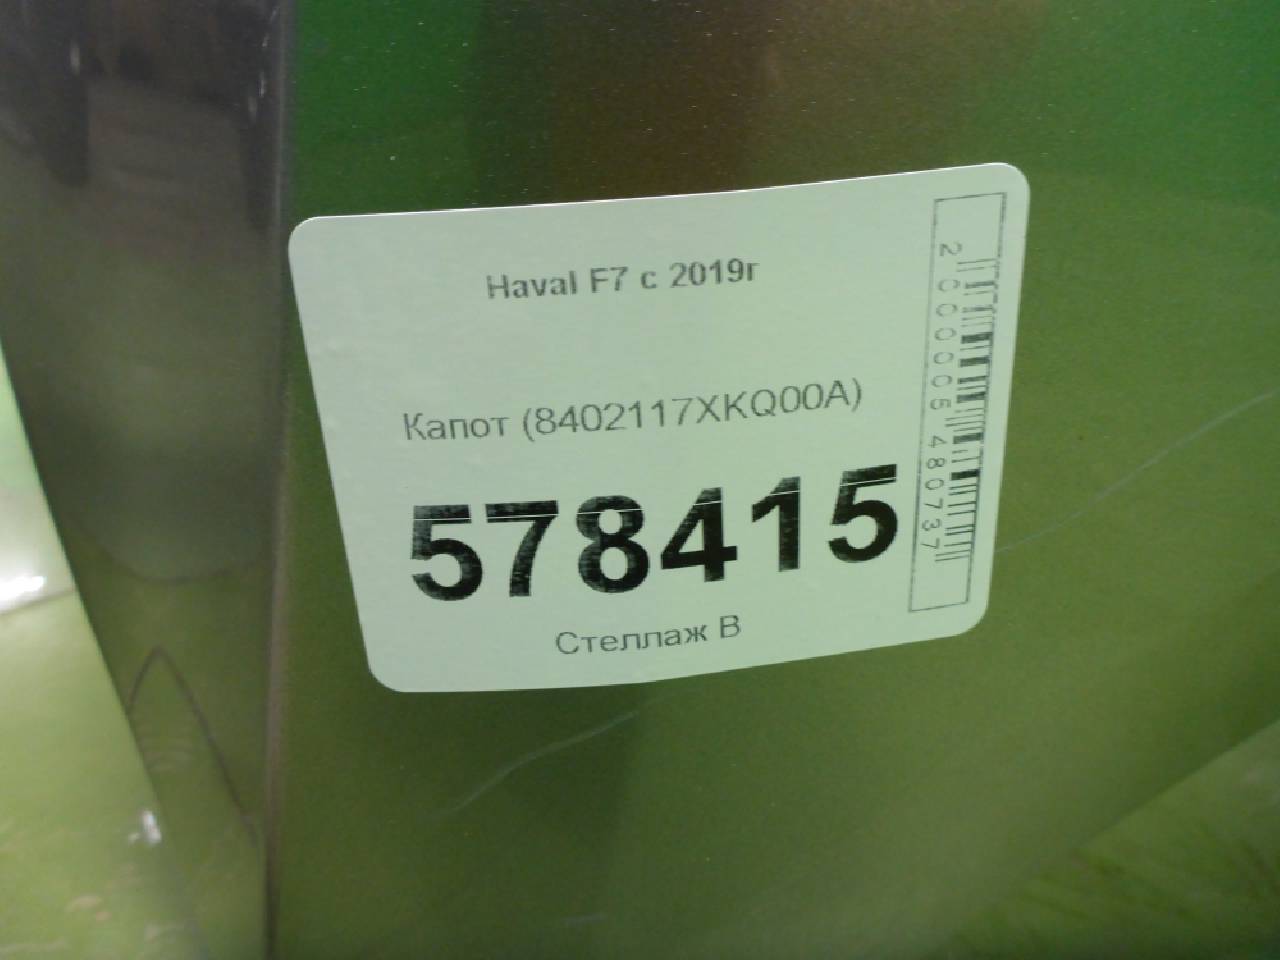 Haval F7 с 2019г
Капот (8402117XKQ00A)
578415
Стеллаж В
2000005480737